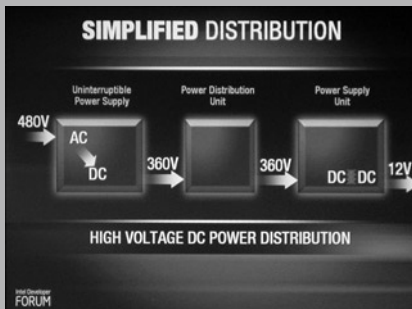 SIMPLIFIED DISTRIBUTION
Uninterruptible
Power Supply
Power Distribution
Unit
Power Supply
Unit
480V
AC
DC
360V
360V
DC DC
12V
HIGH VOLTAGE DC POWER DISTRIBUTION
Intel Developer
FORUM